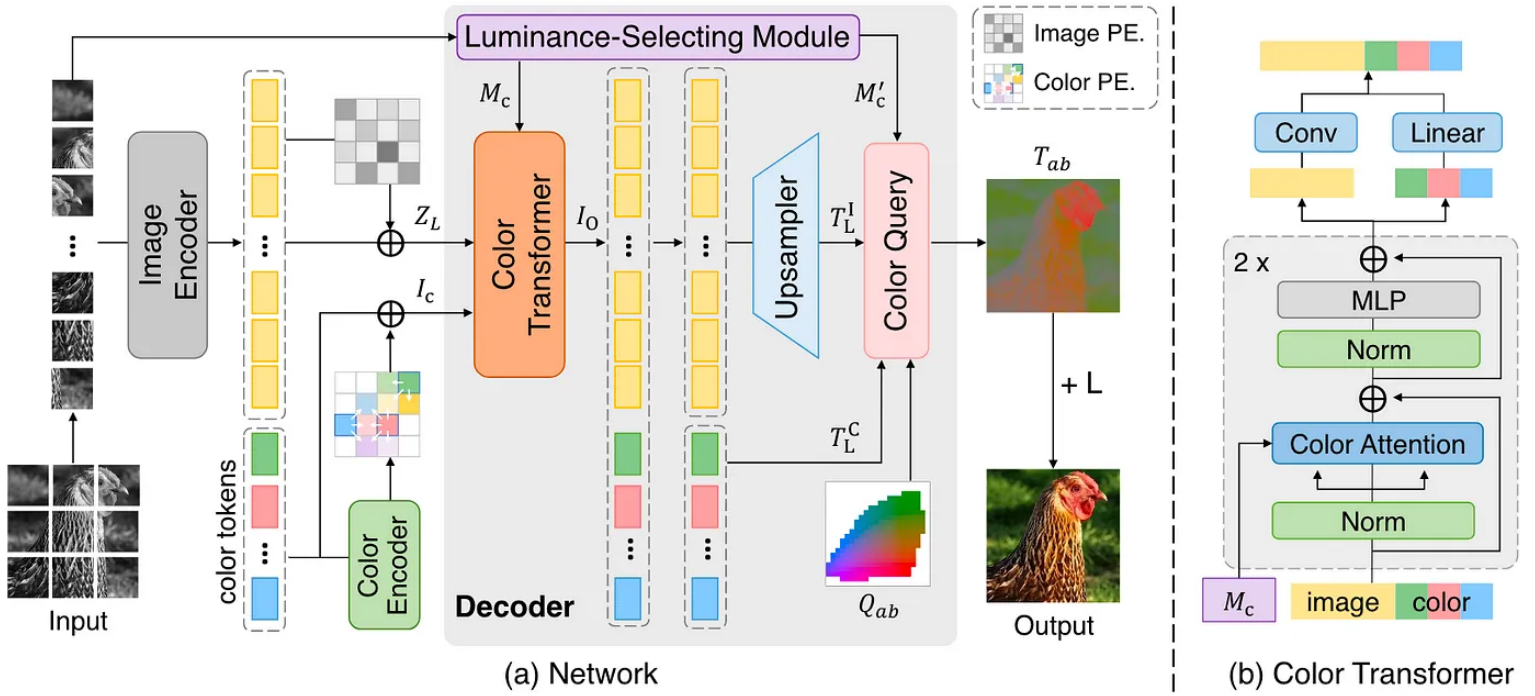 Luminance-Selecting Module
Image PE.
Color PE.
M_c
M'_c
Image
Encoder
Z_L
I_c
Color
Transformer
I_O
Upsampler
T_L^I
Color Query
T_ab
+ L
T_L^C
color tokens
Color
Encoder
Decoder
Q_ab
Input
Output
(a) Network
Conv
Linear
2 x
MLP
Norm
Color Attention
Norm
M_c
image
color
(b) Color Transformer